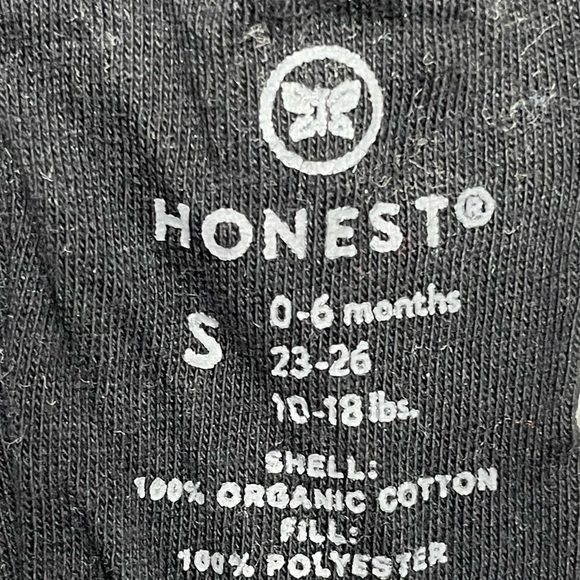 HONEST®
S
0-6 months
23-26
10-18 lbs.
SHELL:
100% ORGANIC COTTON
FILL:
100% POLYESTER